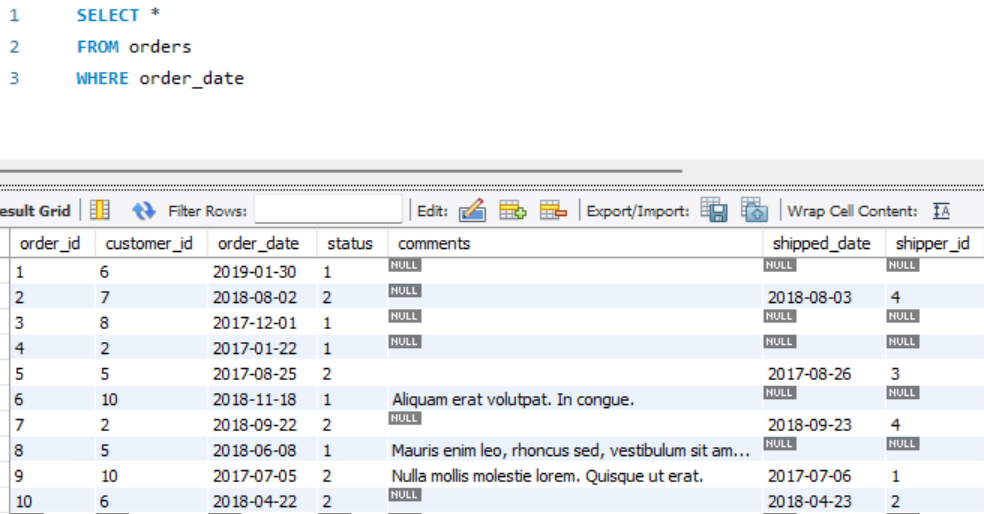 1 SELECT *
2 FROM orders
3 WHERE order_date
esult Grid Filter Rows: Edit: Export/Import: Wrap Cell Content: IA
order_id customer_id order_date status comments shipped_date shipper_id
1 6 2019-01-30 1 NULL NULL NULL
2 7 2018-08-02 2 NULL 2018-08-03 4
3 8 2017-12-01 1 NULL NULL NULL
4 2 2017-01-22 1 NULL NULL NULL
5 5 2017-08-25 2 2017-08-26 3
6 10 2018-11-18 1 Aliquam erat volutpat. In congue. NULL NULL
7 2 2018-09-22 2 NULL 2018-09-23 4
8 5 2018-06-08 1 Mauris enim leo, rhoncus sed, vestibulum sit am... NULL NULL
9 10 2017-07-05 2 Nulla mollis molestie lorem. Quisque ut erat. 2017-07-06 1
10 6 2018-04-22 2 NULL 2018-04-23 2